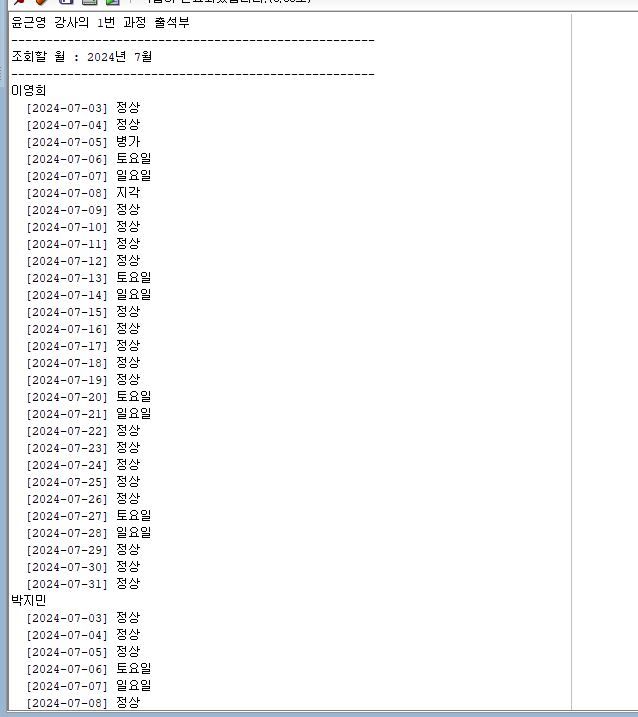 윤근영 강사의 1번 과정 출석부
----------------------------------------------------
조회할 월 : 2024년 7월
----------------------------------------------------
이영희
[2024-07-03] 정상
[2024-07-04] 정상
[2024-07-05] 병가
[2024-07-06] 토요일
[2024-07-07] 일요일
[2024-07-08] 지각
[2024-07-09] 정상
[2024-07-10] 정상
[2024-07-11] 정상
[2024-07-12] 정상
[2024-07-13] 토요일
[2024-07-14] 일요일
[2024-07-15] 정상
[2024-07-16] 정상
[2024-07-17] 정상
[2024-07-18] 정상
[2024-07-19] 정상
[2024-07-20] 토요일
[2024-07-21] 일요일
[2024-07-22] 정상
[2024-07-23] 정상
[2024-07-24] 정상
[2024-07-25] 정상
[2024-07-26] 정상
[2024-07-27] 토요일
[2024-07-28] 일요일
[2024-07-29] 정상
[2024-07-30] 정상
[2024-07-31] 정상
박지민
[2024-07-03] 정상
[2024-07-04] 정상
[2024-07-05] 정상
[2024-07-06] 토요일
[2024-07-07] 일요일
[2024-07-08] 정상